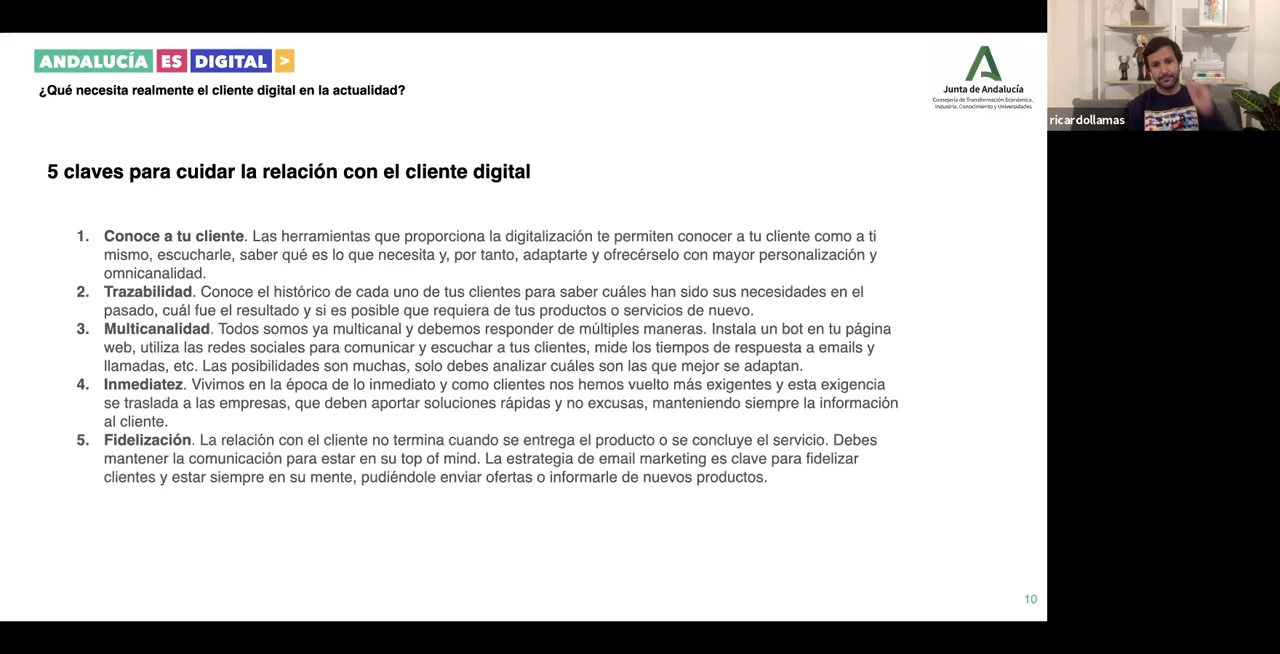 ANDALUCÍA ES DIGITAL >
¿Qué necesita realmente el cliente digital en la actualidad?
Junta de Andalucía
Consejería de Transformación Económica,
Industria, Conocimiento y Universidades
ricardollamas
5 claves para cuidar la relación con el cliente digital
1. Conoce a tu cliente. Las herramientas que proporciona la digitalización te permiten conocer a tu cliente como a ti
mismo, escucharle, saber qué es lo que necesita y, por tanto, adaptarte y ofrecérselo con mayor personalización y
omnicanalidad.
2. Trazabilidad. Conoce el histórico de cada uno de tus clientes para saber cuáles han sido sus necesidades en el
pasado, cuál fue el resultado y si es posible que requiera de tus productos o servicios de nuevo.
3. Multicanalidad. Todos somos ya multicanal y debemos responder de múltiples maneras. Instala un bot en tu página
web, utiliza las redes sociales para comunicar y escuchar a tus clientes, mide los tiempos de respuesta a emails y
llamadas, etc. Las posibilidades son muchas, solo debes analizar cuáles son las que mejor se adaptan.
4. Inmediatez. Vivimos en la época de lo inmediato y como clientes nos hemos vuelto más exigentes y esta exigencia
se traslada a las empresas, que deben aportar soluciones rápidas y no excusas, manteniendo siempre la información
al cliente.
5. Fidelización. La relación con el cliente no termina cuando se entrega el producto o se concluye el servicio. Debes
mantener la comunicación para estar en su top of mind. La estrategia de email marketing es clave para fidelizar
clientes y estar siempre en su mente, pudiéndole enviar ofertas o informarle de nuevos productos.
10